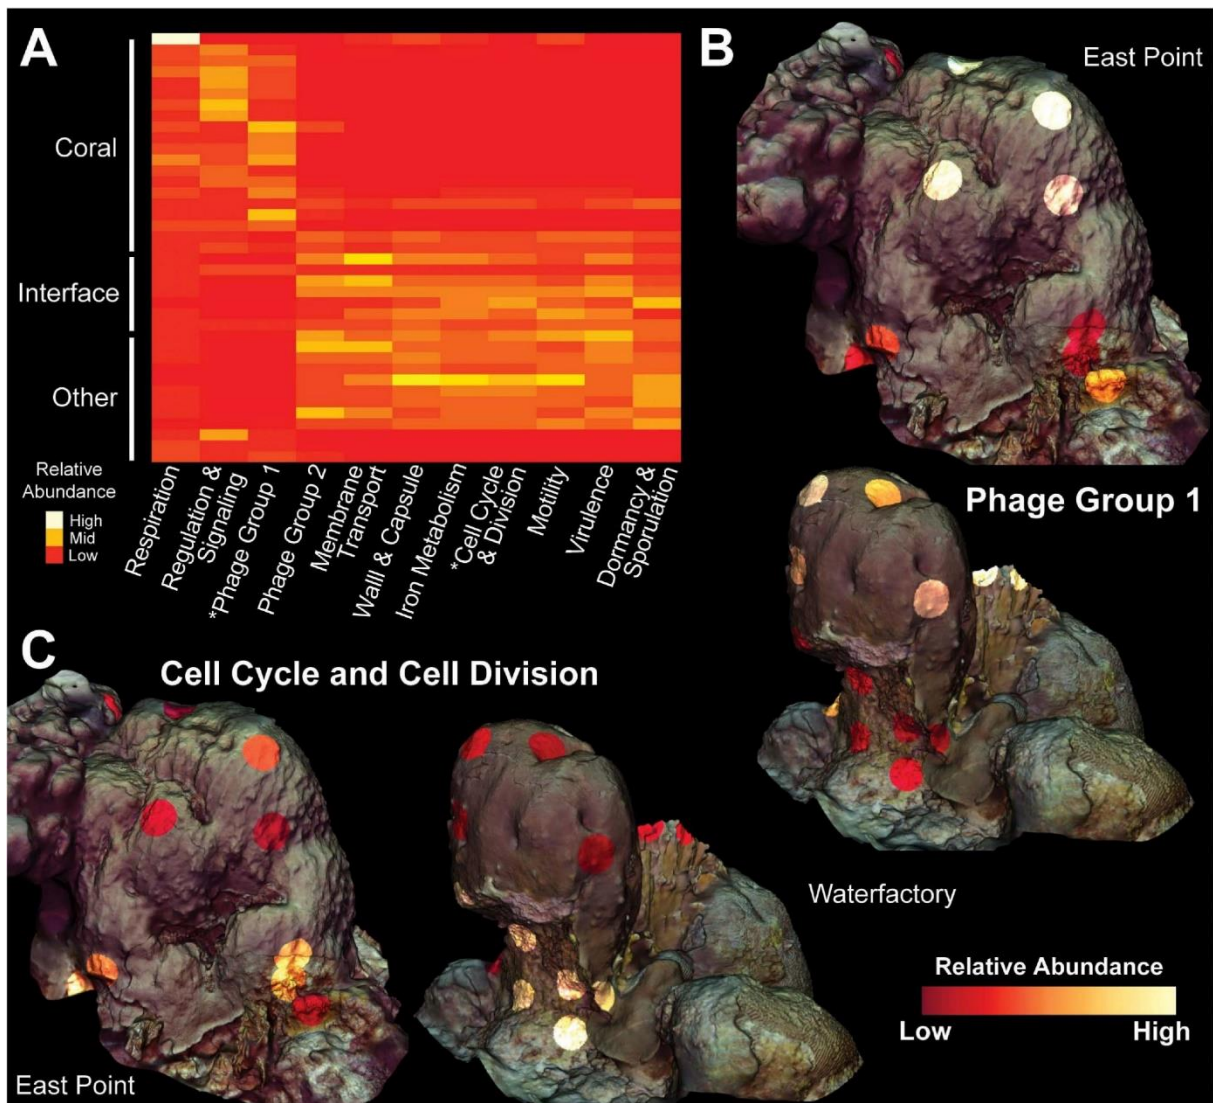 A
Coral
Interface
Other
Relative
Abundance
High
Mid
Low
Respiration
Regulation &
Signaling
*Phage Group 1
Phage Group 2
Membrane
Transport
Wall & Capsule
Iron Metabolism
*Cell Cycle
& Division
Motility
Virulence
Dormancy &
Sporulation
B
East Point
Phage Group 1
C
Cell Cycle and Cell Division
Waterfactory
Relative Abundance
Low
High
East Point